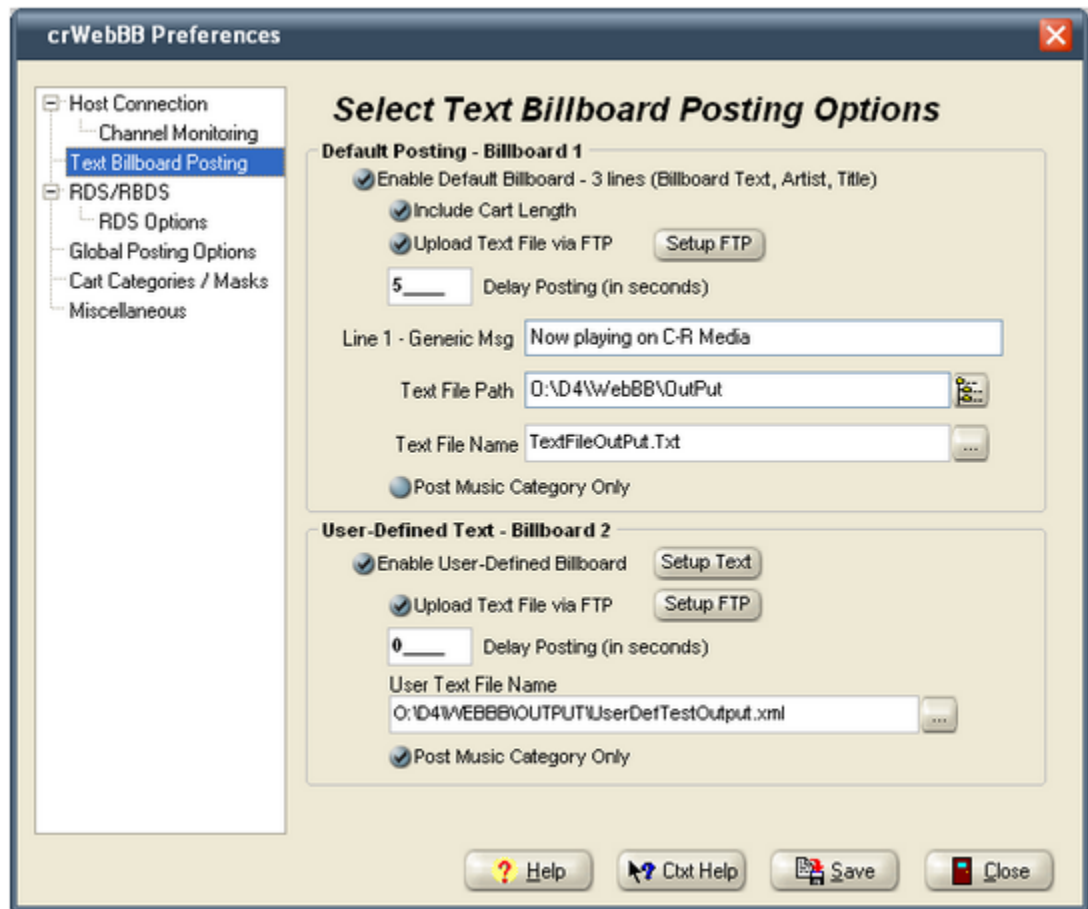 crWebBB Preferences
Host Connection
Channel Monitoring
Text Billboard Posting
RDS/RBDS
RDS Options
Global Posting Options
Cart Categories / Masks
Miscellaneous
Select Text Billboard Posting Options
Default Posting - Billboard 1
Enable Default Billboard - 3 lines (Billboard Text, Artist, Title)
Include Cart Length
Upload Text File via FTP Setup FTP
5____ Delay Posting (in seconds)
Line 1 - Generic Msg Now playing on C-R Media
Text File Path O:\D4\WebBB\OutPut
Text File Name TextFileOutPut.Txt ...
Post Music Category Only
User-Defined Text - Billboard 2
Enable User-Defined Billboard Setup Text
Upload Text File via FTP Setup FTP
0____ Delay Posting (in seconds)
User Text File Name
O:\D4\WEBBB\OUTPUT\UserDefTestOutput.xml ...
Post Music Category Only
? Help ? Ctxt Help Save Close